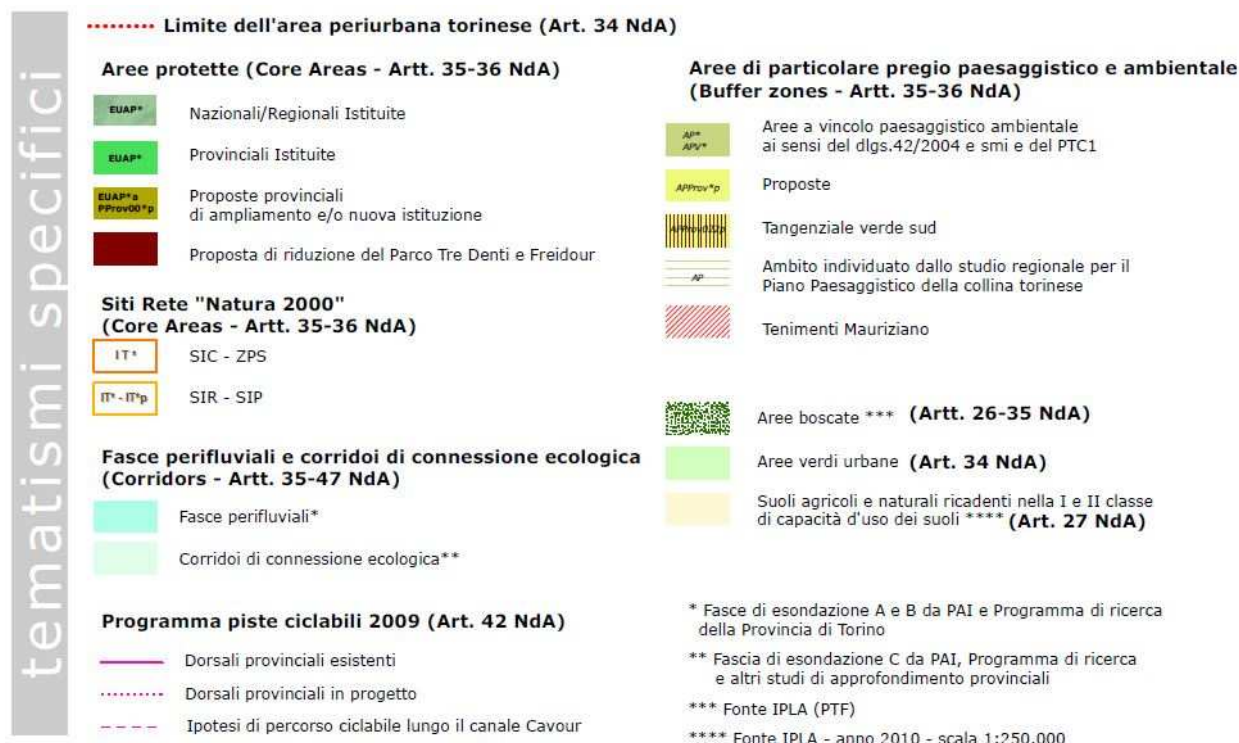 tematismi specifici
Limite dell'area periurbana torinese (Art. 34 NdA)
Aree protette (Core Areas - Artt. 35-36 NdA)
EUAP*
Nazionali/Regionali Istituite
EUAP*
Provinciali Istituite
EUAP*a
PProv00*p
Proposte provinciali
di ampliamento e/o nuova istituzione
Proposta di riduzione del Parco Tre Denti e Freidour
Siti Rete "Natura 2000"
(Core Areas - Artt. 35-36 NdA)
IT*
SIC - ZPS
IT* - IT*p
SIR - SIP
Fasce perifluviali e corridoi di connessione ecologica
(Corridors - Artt. 35-47 NdA)
Fasce perifluviali*
Corridoi di connessione ecologica**
Programma piste ciclabili 2009 (Art. 42 NdA)
Dorsali provinciali esistenti
Dorsali provinciali in progetto
Ipotesi di percorso ciclabile lungo il canale Cavour
Aree di particolare pregio paesaggistico e ambientale
(Buffer zones - Artt. 35-36 NdA)
AP*
APV*
Aree a vincolo paesaggistico ambientale
ai sensi del dlgs.42/2004 e smi e del PTC1
APProv*p
Proposte
Tangenziale verde sud
AP
Ambito individuato dallo studio regionale per il
Piano Paesaggistico della collina torinese
Tenimenti Mauriziano
Aree boscate *** (Artt. 26-35 NdA)
Aree verdi urbane (Art. 34 NdA)
Suoli agricoli e naturali ricadenti nella I e II classe
di capacità d'uso dei suoli **** (Art. 27 NdA)
* Fasce di esondazione A e B da PAI e Programma di ricerca
della Provincia di Torino
** Fascia di esondazione C da PAI, Programma di ricerca
e altri studi di approfondimento provinciali
*** Fonte IPLA (PTF)
**** Fonte IPLA - anno 2010 - scala 1:250.000